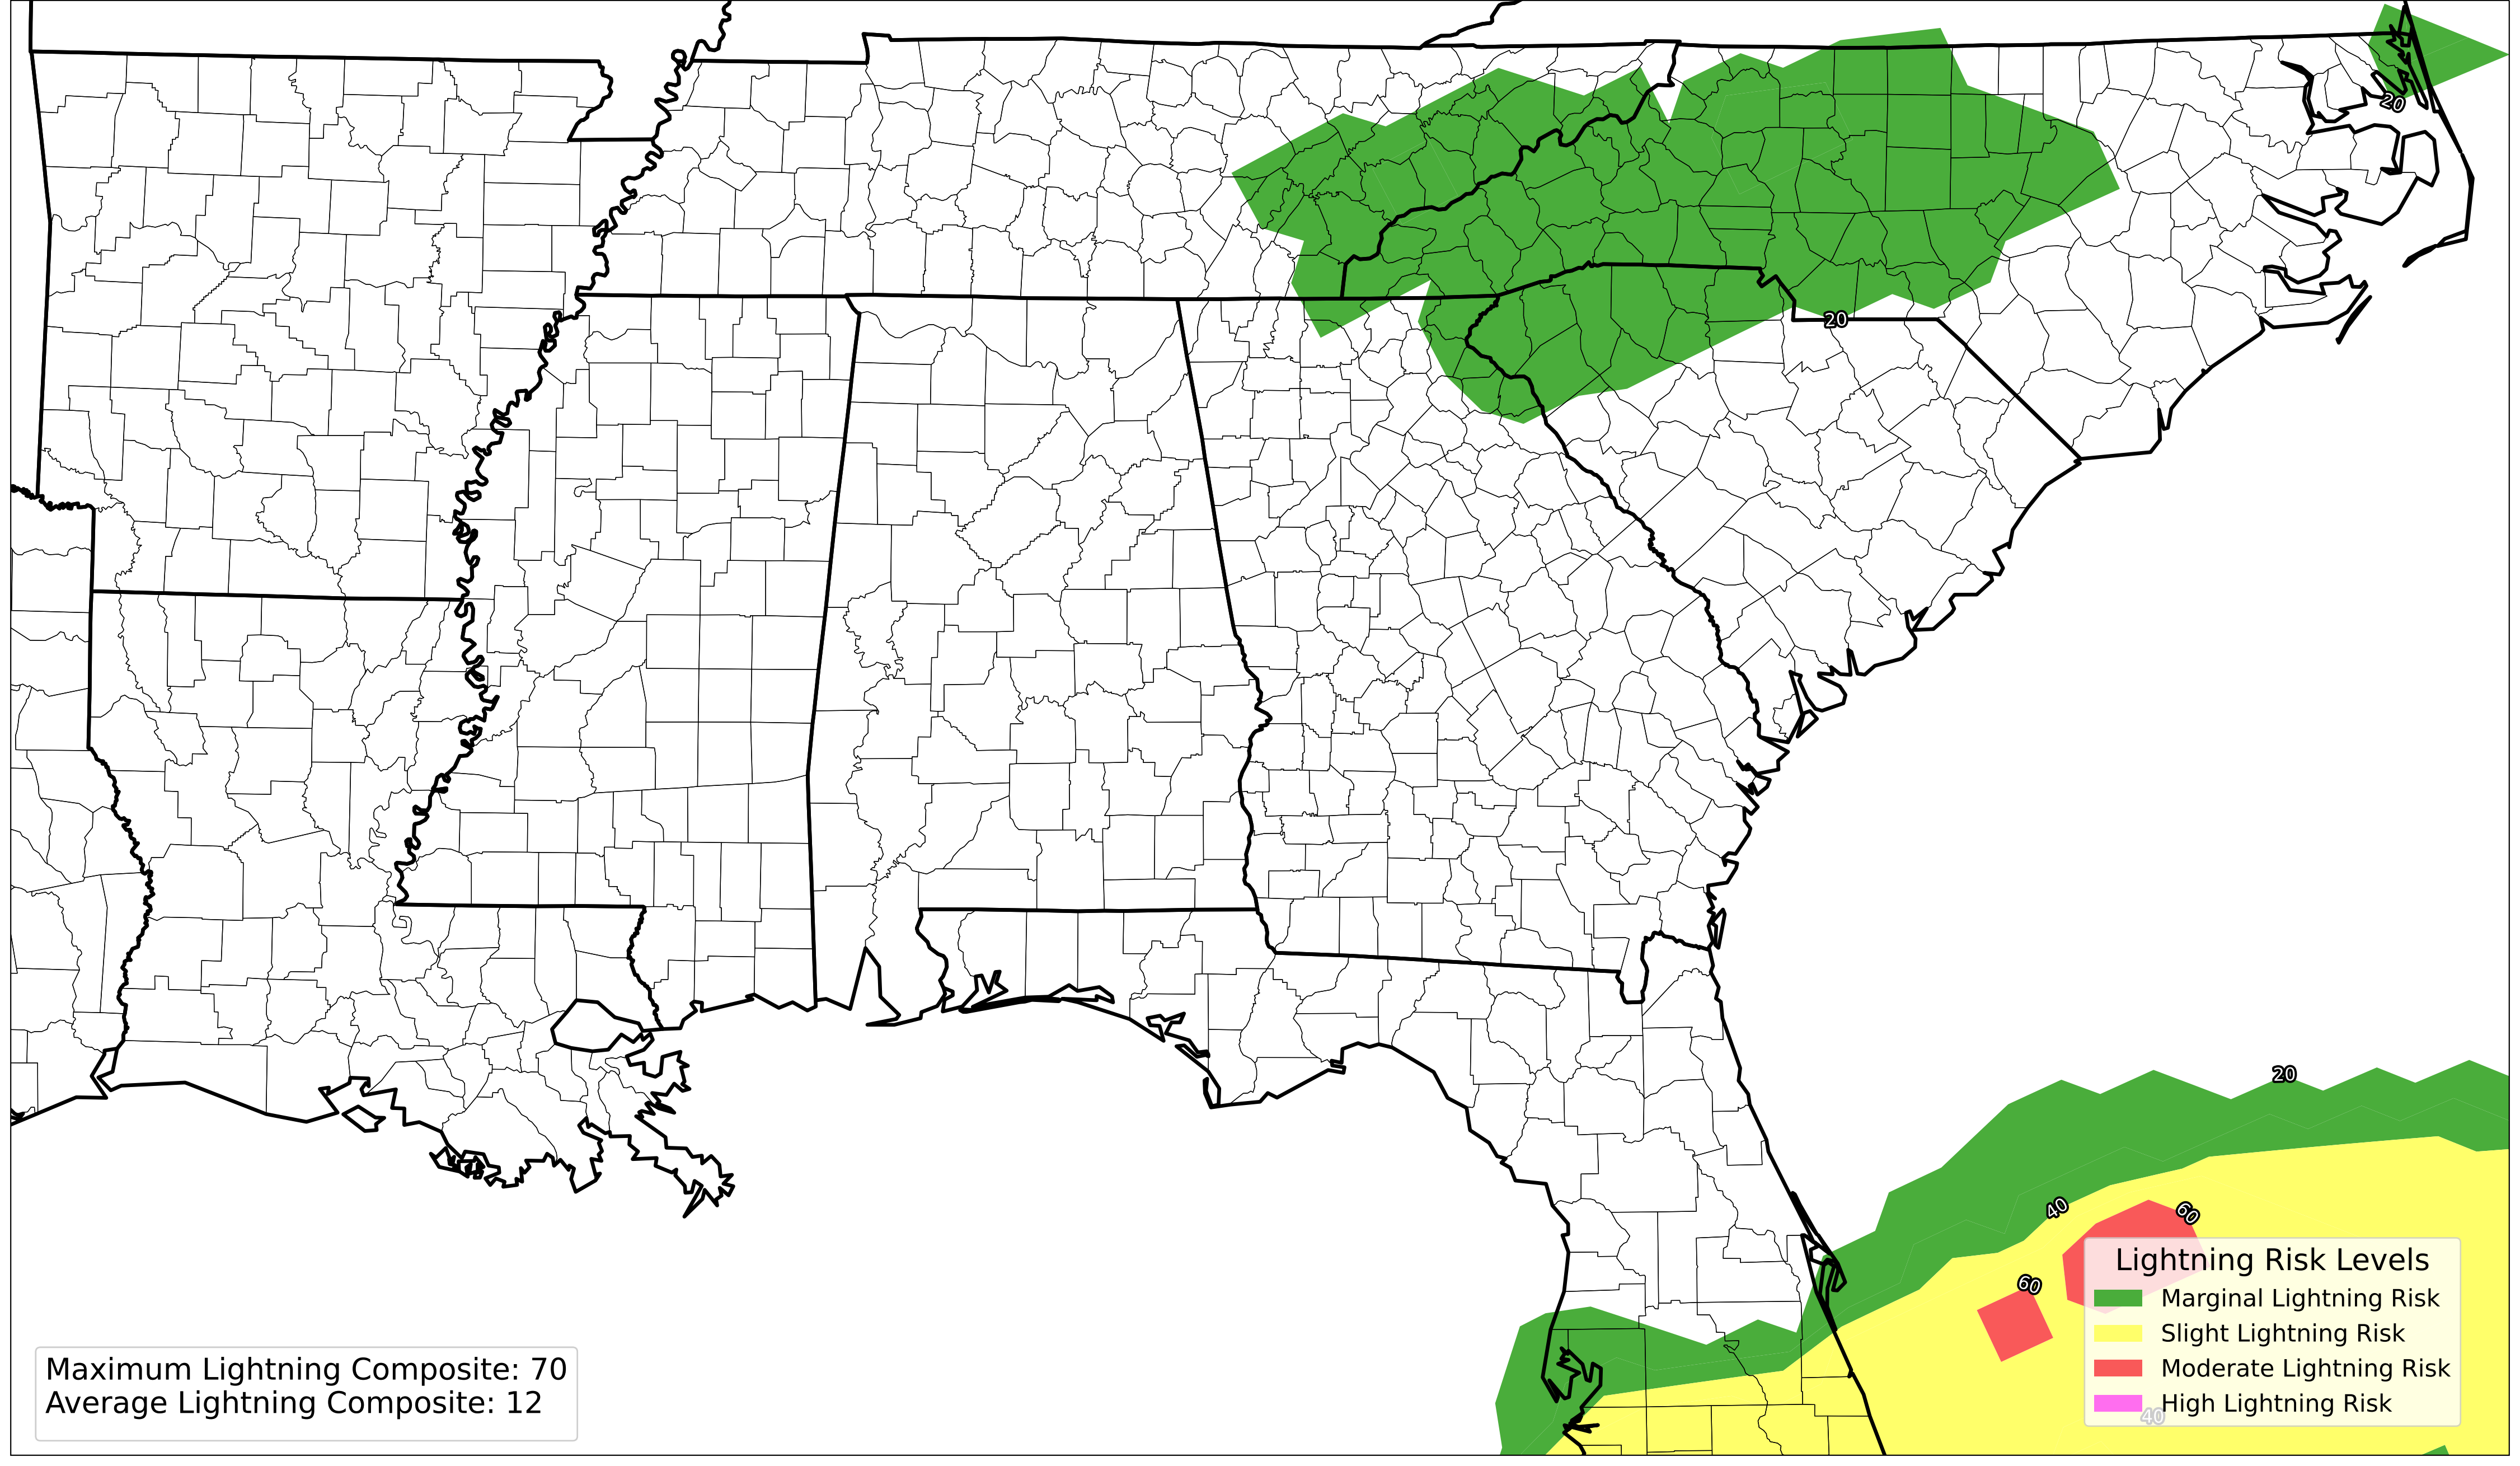 20
20
20
40
60
60
Lightning Risk Levels
Marginal Lightning Risk
Slight Lightning Risk
Moderate Lightning Risk
High Lightning Risk
40
Maximum Lightning Composite: 70
Average Lightning Composite: 12